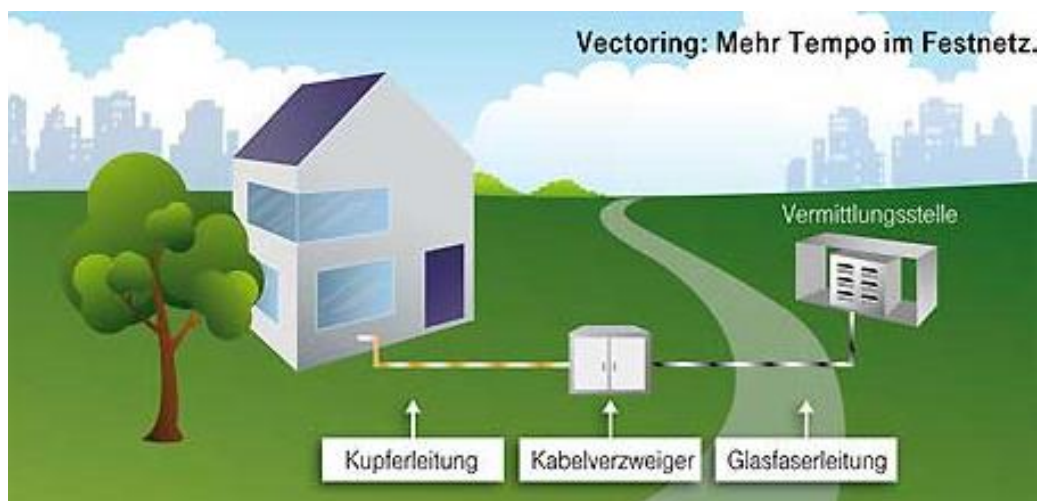 Vectoring: Mehr Tempo im Festnetz.
Vermittlungsstelle
Kupferleitung
Kabelverzweiger
Glasfaserleitung